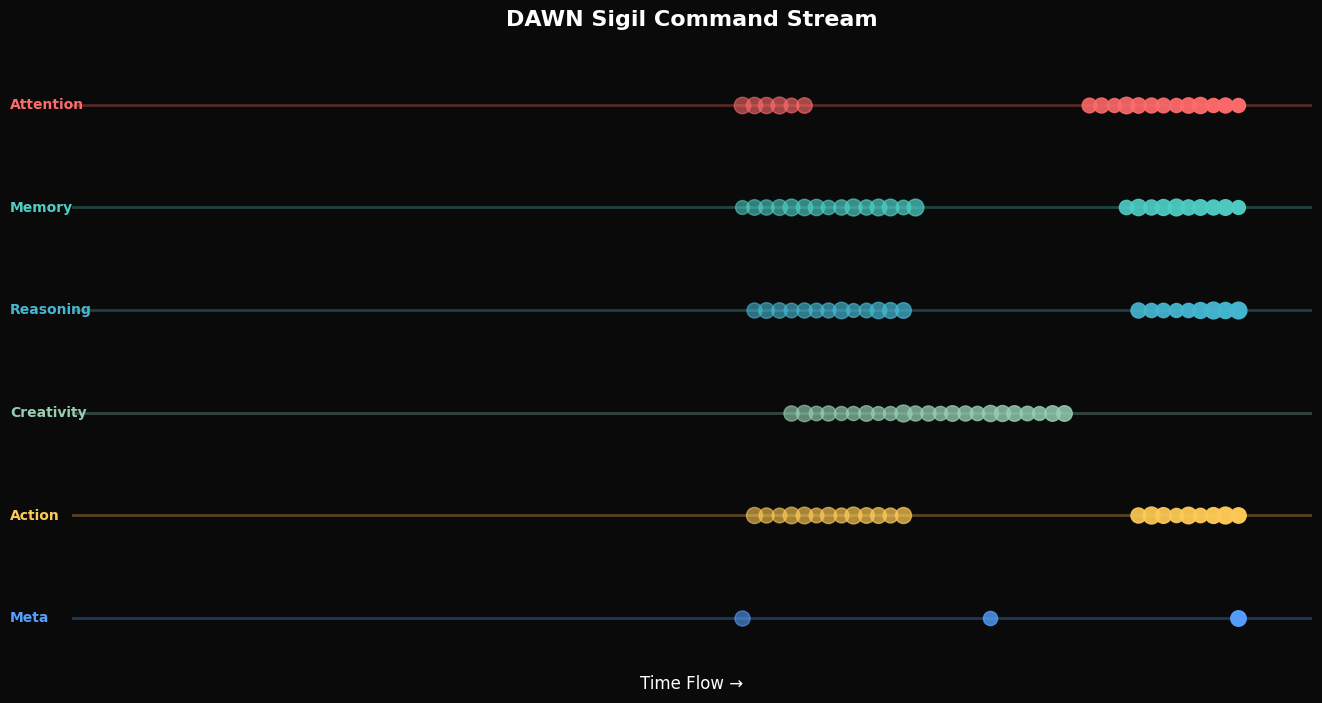 DAWN Sigil Command Stream
Attention
Memory
Reasoning
Creativity
Action
Meta
Time Flow →